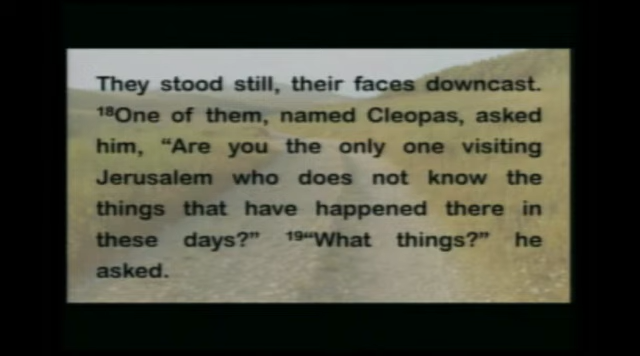 They stood still, their faces downcast.
¹⁸One of them, named Cleopas, asked
him, “Are you the only one visiting
Jerusalem who does not know the
things that have happened there in
these days?” ¹⁹“What things?” he
asked.